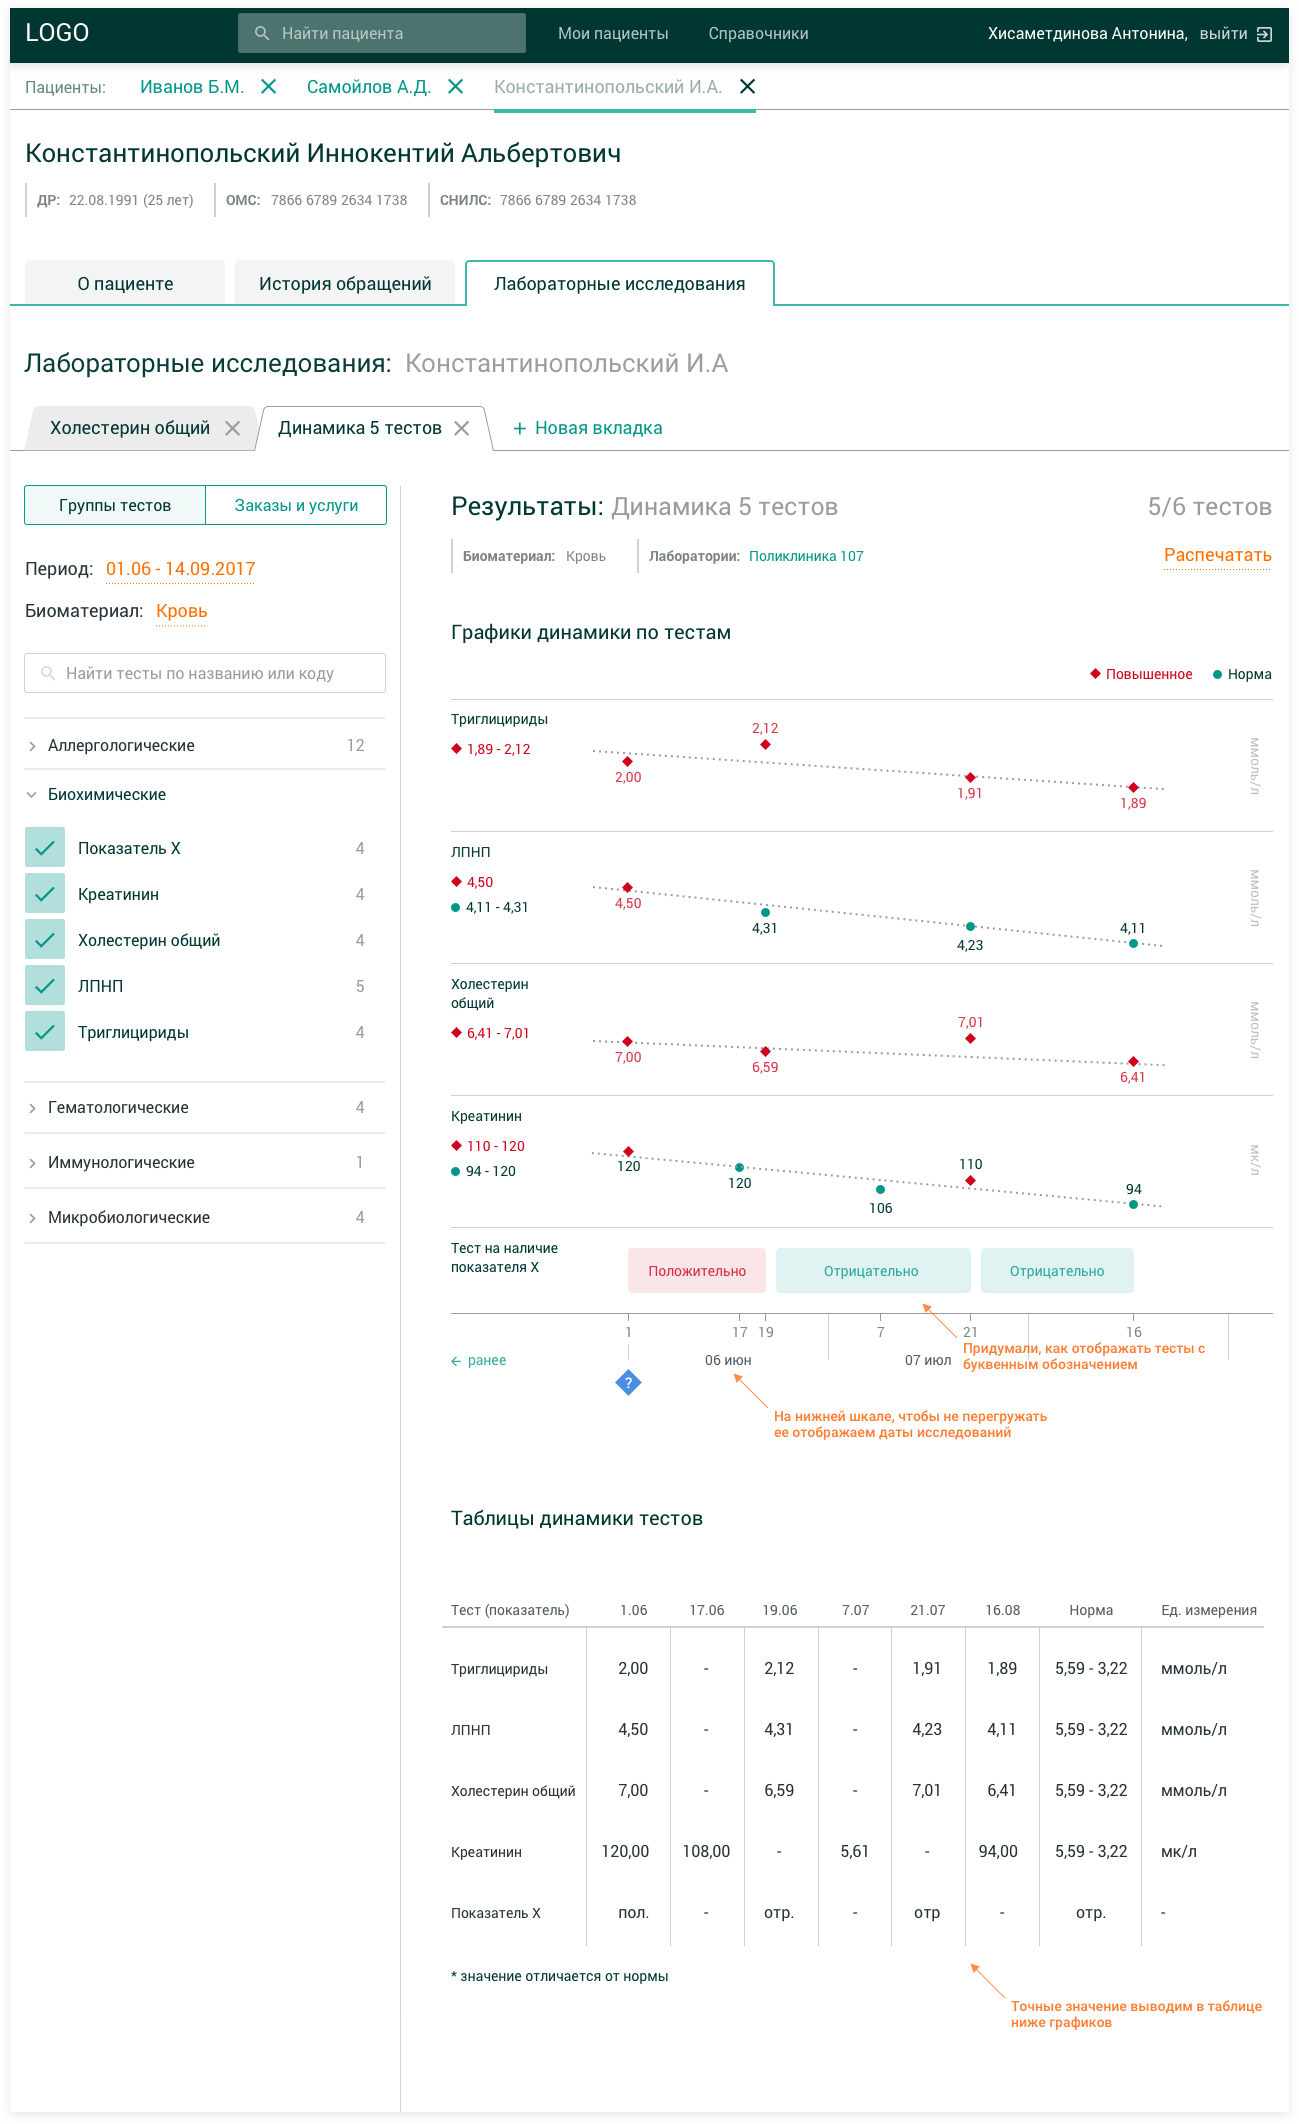 LOGO
Найти пациента
Мои пациенты
Справочники
Хисаметдинова Антонина, выйти
Пациенты: Иванов Б.М. Самойлов А.Д. Константинопольский И.А.
Константинопольский Иннокентий Альбертович
ДР: 22.08.1991 (25 лет) ОМС: 7866 6789 2634 1738 СНИЛС: 7866 6789 2634 1738
О пациенте История обращений Лабораторные исследования
Лабораторные исследования: Константинопольский И.А
Холестерин общий Динамика 5 тестов + Новая вкладка
Группы тестов Заказы и услуги
Период: 01.06 - 14.09.2017
Биоматериал: Кровь
Найти тесты по названию или коду
Аллергологические 12
Биохимические
Показатель X 4
Креатинин 4
Холестерин общий 4
ЛПНП 5
Триглицириды 4
Гематологические 4
Иммунологические 1
Микробиологические 4
Результаты: Динамика 5 тестов 5/6 тестов
Биоматериал: Кровь Лаборатории: Поликлиника 107
Распечатать
Графики динамики по тестам
Повышенное Норма
Триглицириды
1,89 - 2,12
2,00
2,12
1,91
1,89
ммоль/л
ЛПНП
4,50
4,11 - 4,31
4,50
4,31
4,23
4,11
ммоль/л
Холестерин
общий
6,41 - 7,01
7,00
6,59
7,01
6,41
ммоль/л
Креатинин
110 - 120
94 - 120
120
120
106
110
94
мк/л
Тест на наличие
показателя X
Положительно Отрицательно Отрицательно
1 17 19 7 21 16
← ранее 06 июн 07 июл
?
Придумали, как отображать тесты с
буквенным обозначением
На нижней шкале, чтобы не перегружать
ее отображаем даты исследований
Таблицы динамики тестов
Тест (показатель) 1.06 17.06 19.06 7.07 21.07 16.08 Норма Ед. измерения
Триглицириды 2,00 - 2,12 - 1,91 1,89 5,59 - 3,22 ммоль/л
ЛПНП 4,50 - 4,31 - 4,23 4,11 5,59 - 3,22 ммоль/л
Холестерин общий 7,00 - 6,59 - 7,01 6,41 5,59 - 3,22 ммоль/л
Креатинин 120,00 108,00 - 5,61 - 94,00 5,59 - 3,22 мк/л
Показатель X пол. - отр. - отр - отр. -
* значение отличается от нормы
Точные значение выводим в таблице
ниже графиков